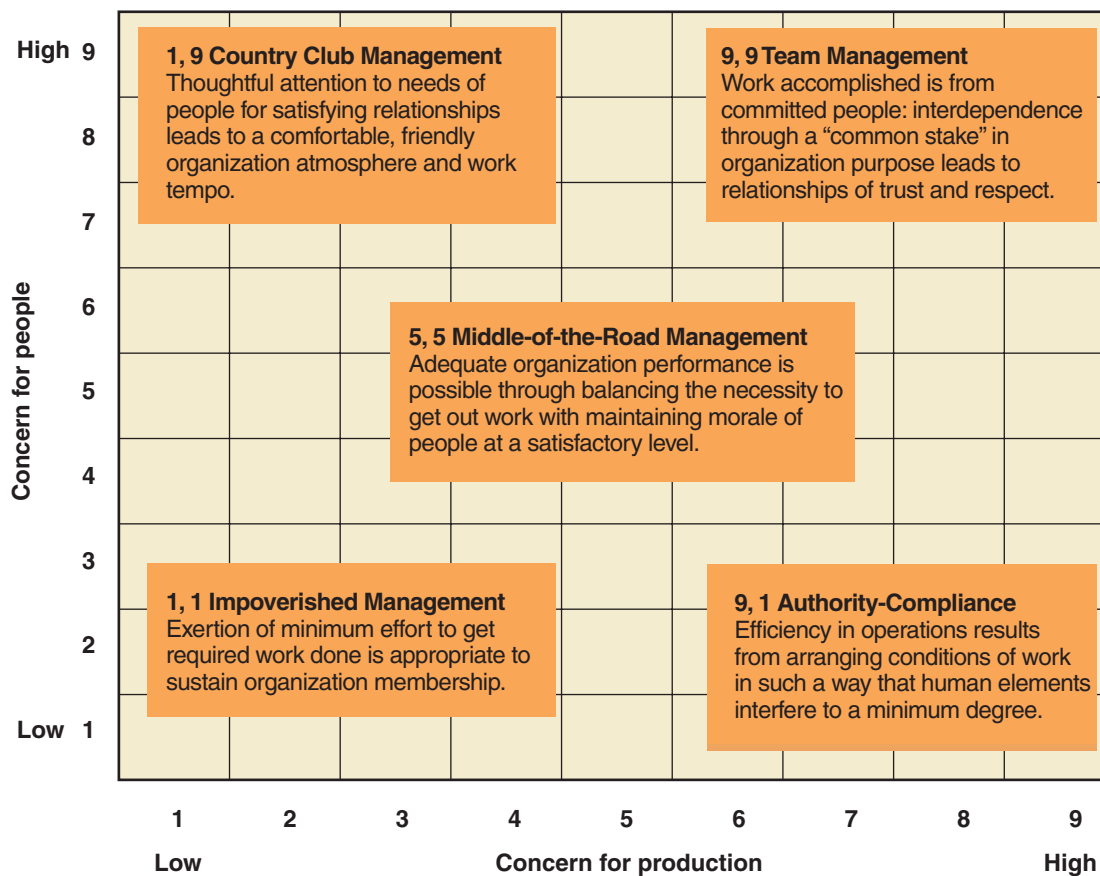 High 9
1, 9 Country Club Management
Thoughtful attention to needs of
people for satisfying relationships
leads to a comfortable, friendly
organization atmosphere and work
tempo.
9, 9 Team Management
Work accomplished is from
committed people: interdependence
through a “common stake” in
organization purpose leads to
relationships of trust and respect.
8
7
6
5
4
3
2
Low 1
Concern for people
5, 5 Middle-of-the-Road Management
Adequate organization performance is
possible through balancing the necessity to
get out work with maintaining morale of
people at a satisfactory level.
1, 1 Impoverished Management
Exertion of minimum effort to get
required work done is appropriate to
sustain organization membership.
9, 1 Authority-Compliance
Efficiency in operations results
from arranging conditions of work
in such a way that human elements
interfere to a minimum degree.
1 2 3 4 5 6 7 8 9
Low Concern for production High